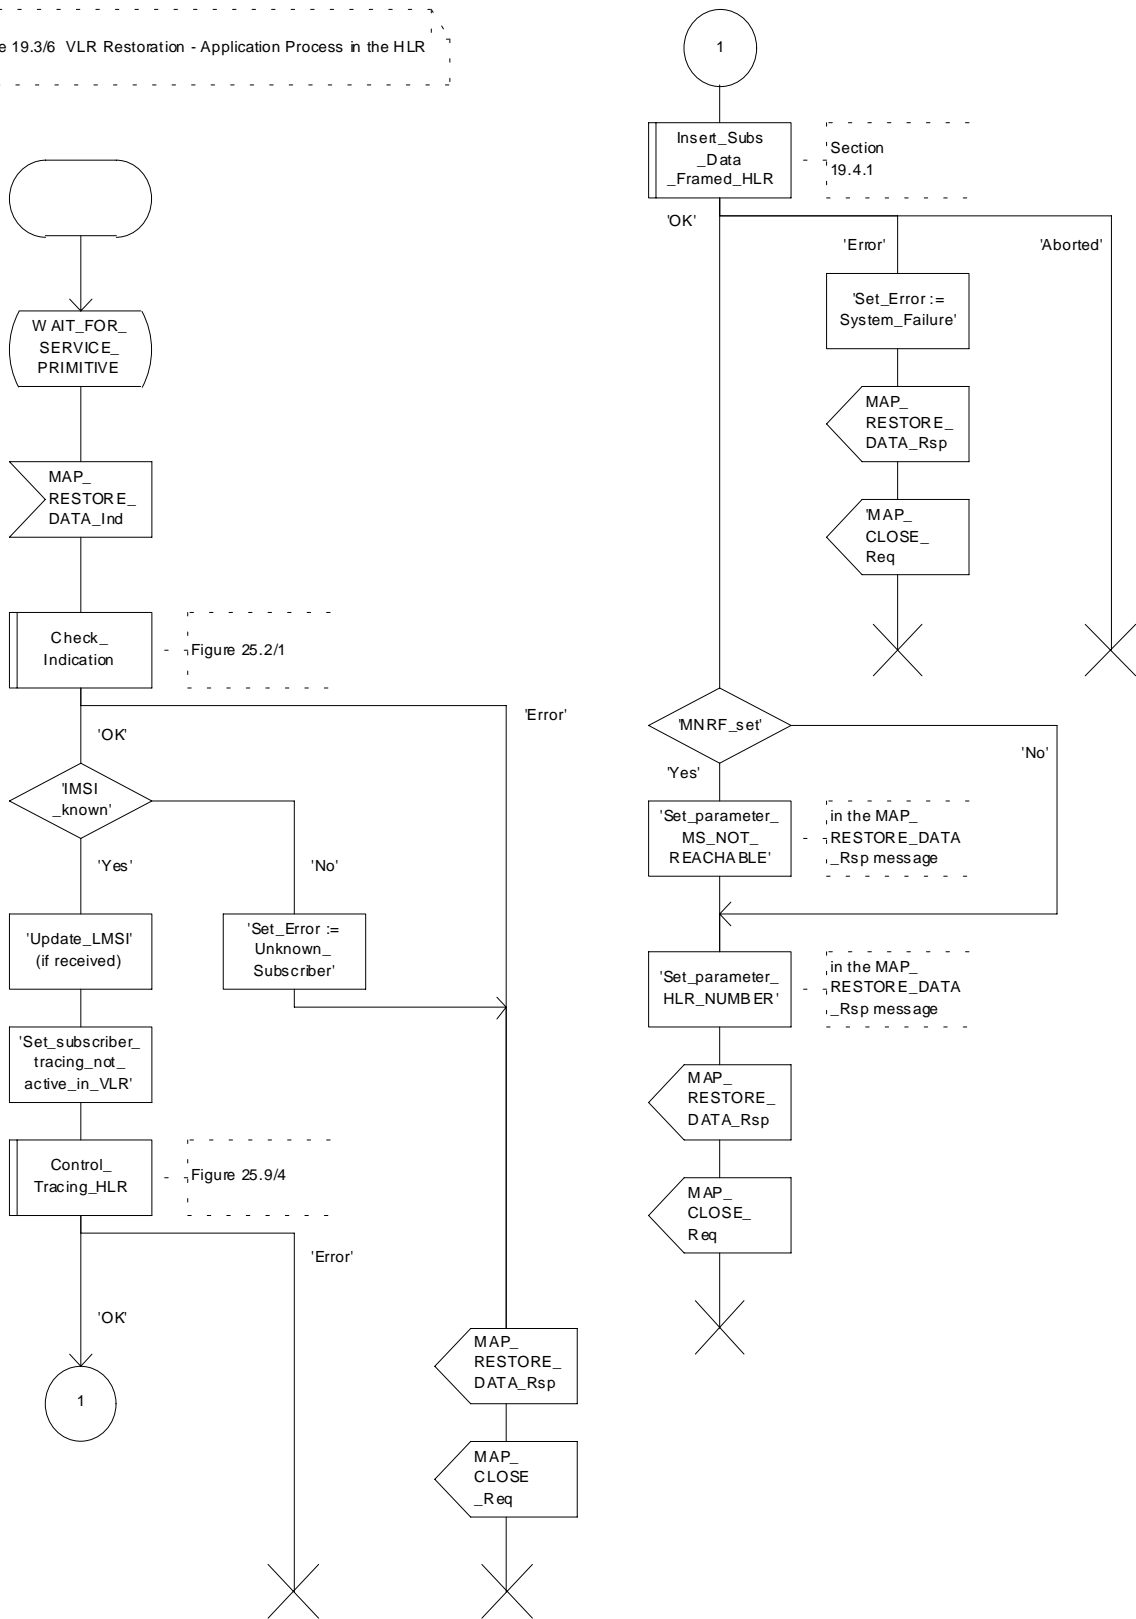 e 19.3/6 VLR Restoration - Application Process in the HLR
WAIT_FOR_
SERVICE_
PRIMITIVE
MAP_
RESTORE_
DATA_Ind
Check_
Indication
Figure 25.2/1
'Error'
'OK'
'IMSI
_known'
'Yes'
'No'
'Update_LMSI'
(if received)
'Set_Error :=
Unknown_
Subscriber'
'Set_subscriber_
tracing_not_
active_in_VLR'
Control_
Tracing_HLR
Figure 25.9/4
'Error'
'OK'
1
MAP_
RESTORE_
DATA_Rsp
MAP_
CLOSE
_Req
1
Insert_Subs
_Data
_Framed_HLR
Section
19.4.1
'OK'
'Error'
'Aborted'
'Set_Error :=
System_Failure'
MAP_
RESTORE_
DATA_Rsp
'MAP_
CLOSE_
Req
'MNRF_set'
'No'
'Yes'
'Set_parameter_
MS_NOT_
REACHABLE'
in the MAP_
RESTORE_DATA
_Rsp message
'Set_parameter_
HLR_NUMBER'
in the MAP_
RESTORE_DATA
_Rsp message
MAP_
RESTORE_
DATA_Rsp
MAP_
CLOSE_
Req